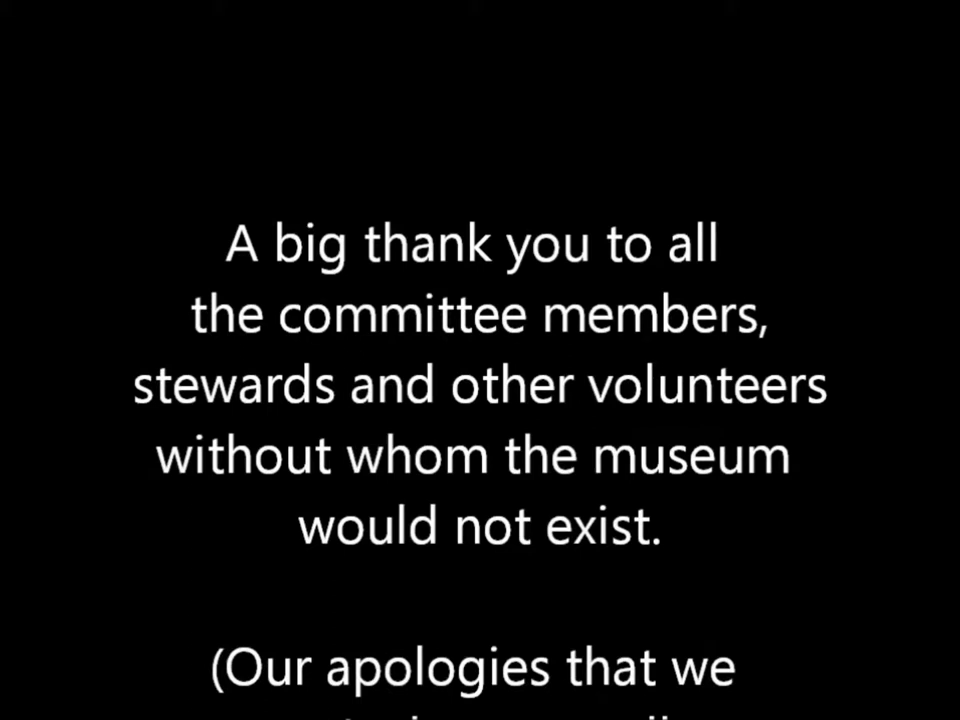 A big thank you to all
the committee members,
stewards and other volunteers
without whom the museum
would not exist.
(Our apologies that we